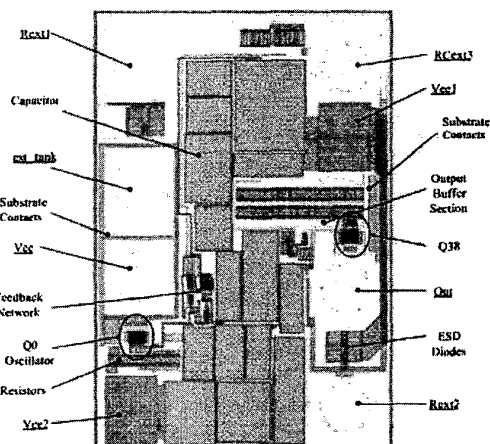 Rext1
Capacitor
ext_tank
Substrate
Contacts
Vcc
Feedback
Network
Q0
Oscillator
Resistors
Vee2
RCext3
Vee1
Substrate
Contacts
Output
Buffer
Section
Q38
Out
ESD
Diodes
Rext2